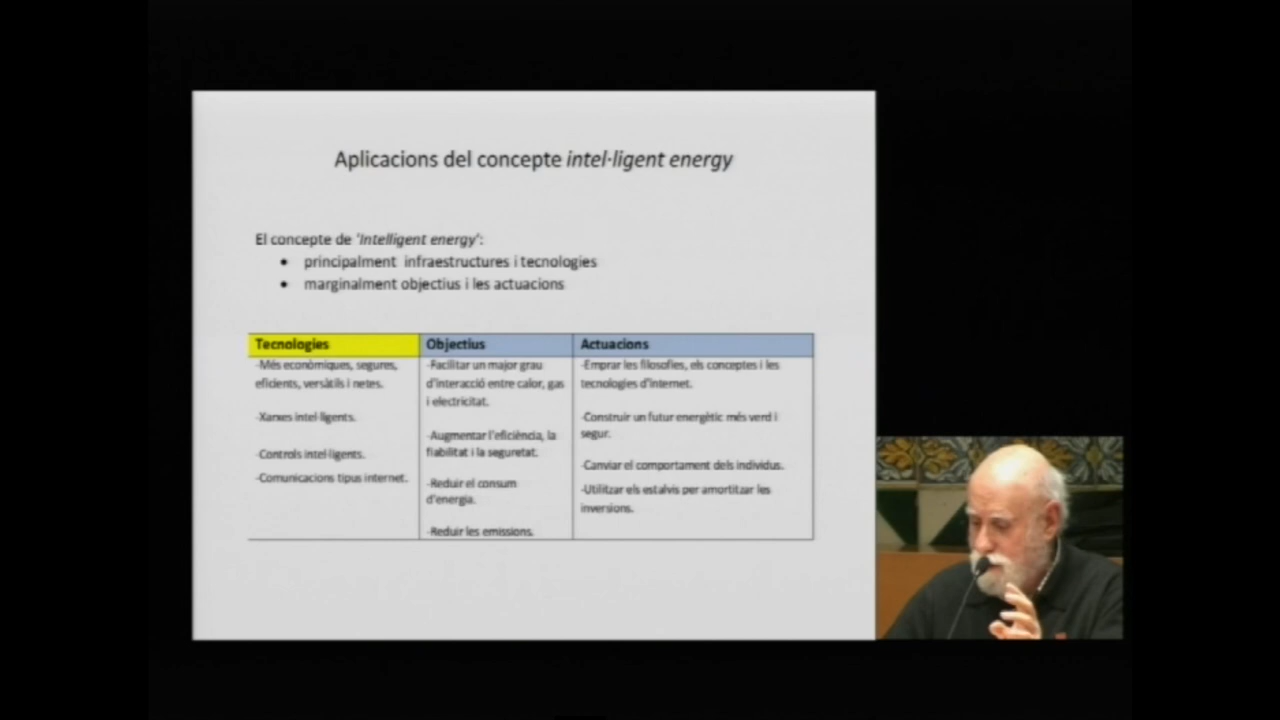 Aplicacions del concepte intel·ligent energy
El concepte de 'Intelligent energy':
• principalment infraestructures i tecnologies
• marginalment objectius i les actuacions
Tecnologies
-Més econòmiques, segures,
eficients, versàtils i netes.
-Xarxes intel·ligents.
-Controls intel·ligents.
-Comunicacions tipus internet.
Objectius
-Facilitar un major grau
d'interacció entre calor, gas
i electricitat.
-Augmentar l'eficiència, la
fiabilitat i la seguretat.
-Reduir el consum
d'energia.
-Reduir les emissions.
Actuacions
-Emprar les filosofies, els conceptes i les
tecnologies d'internet.
-Construir un futur energètic més verd i
segur.
-Canviar el comportament dels individus.
-Utilitzar els estalvis per amortitzar les
inversions.